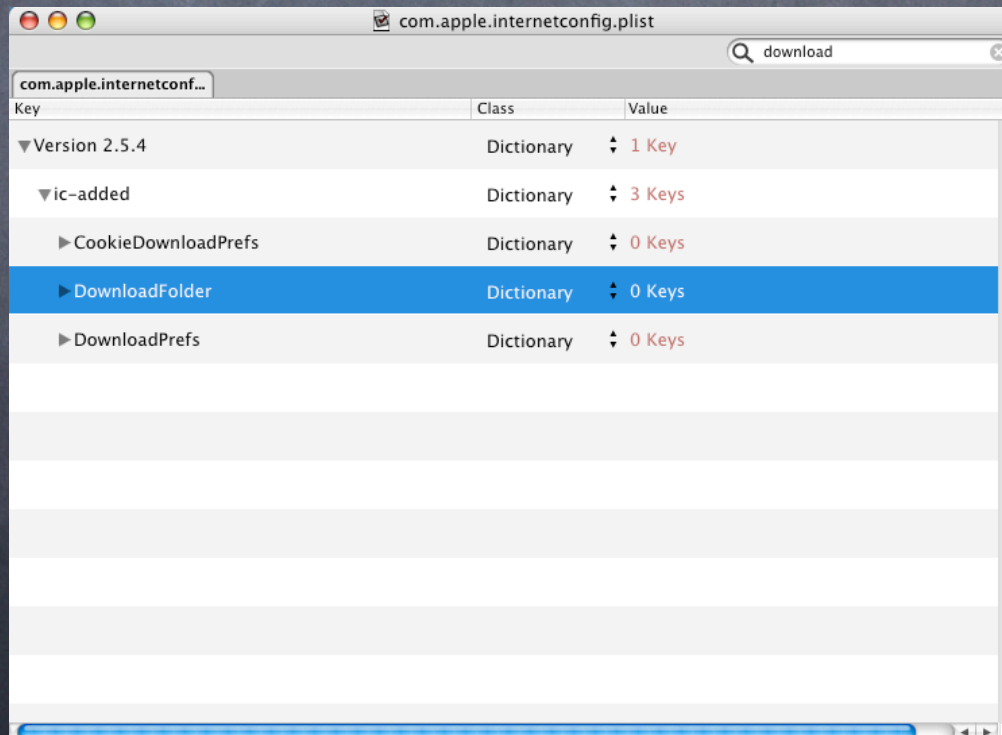 com.apple.internetconfig.plist
download
com.apple.internetconf...
Key Class Value
Version 2.5.4 Dictionary 1 Key
ic-added Dictionary 3 Keys
CookieDownloadPrefs Dictionary 0 Keys
DownloadFolder Dictionary 0 Keys
DownloadPrefs Dictionary 0 Keys